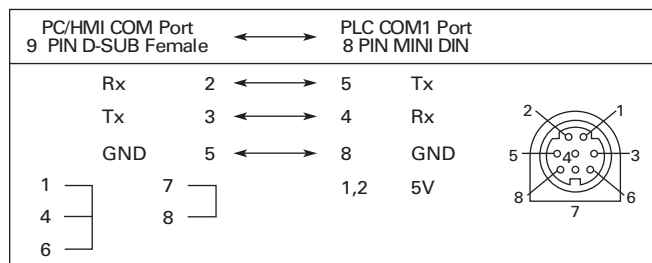 PC/HMI COM Port PLC COM1 Port
9 PIN D-SUB Female 8 PIN MINI DIN
Rx 2 5 Tx
Tx 3 4 Rx
GND 5 8 GND
1 7 1,2 5V
4 8
6
2 1
5 4 3
8 6
7